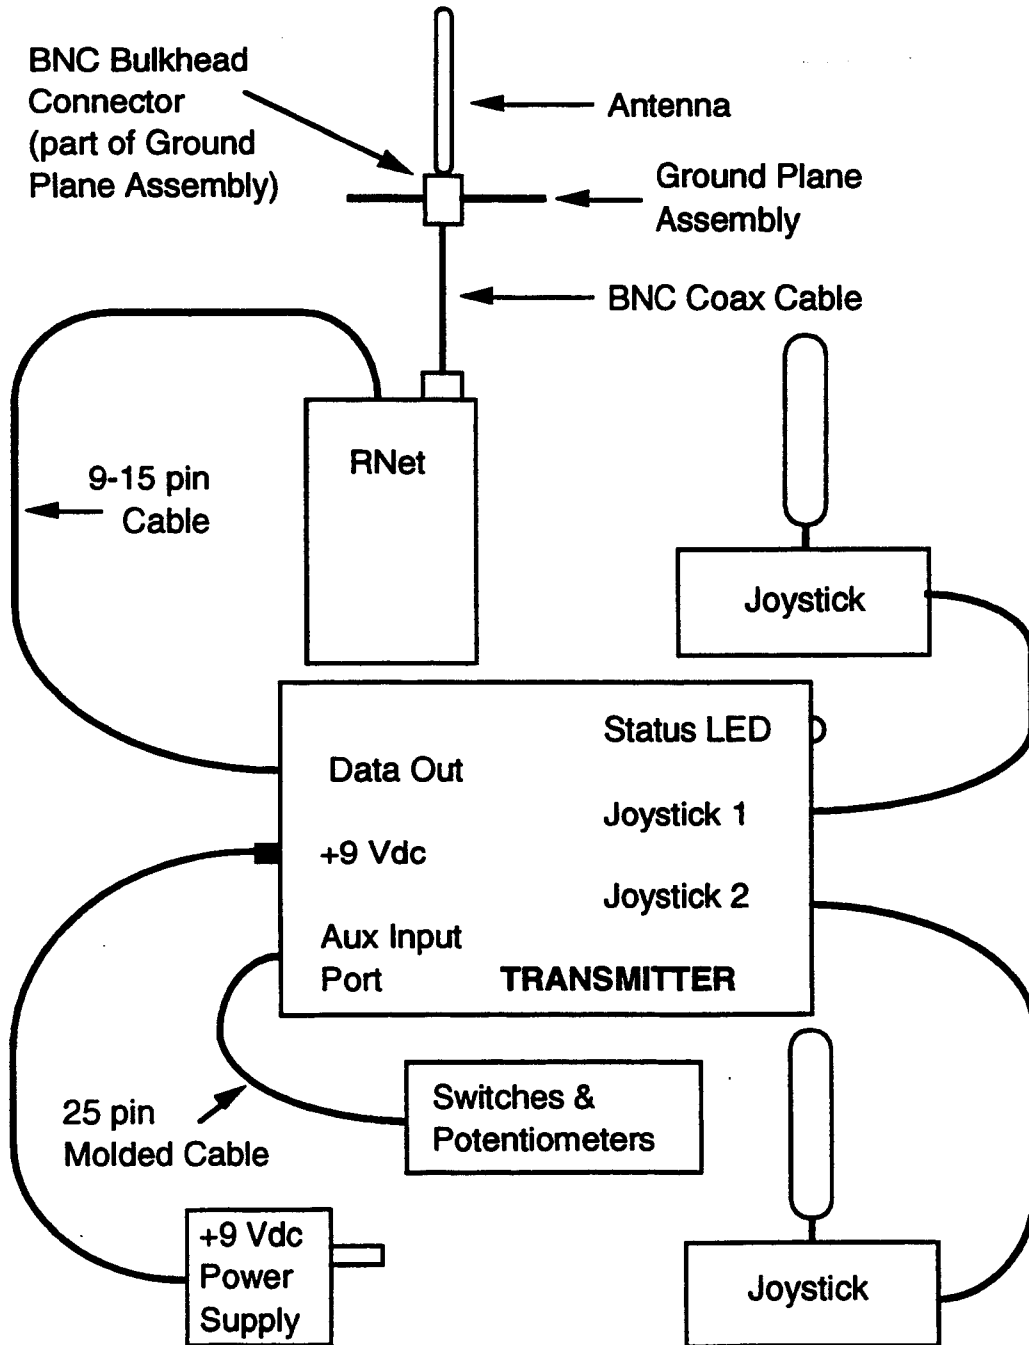 BNC Bulkhead
Connector
(part of Ground
Plane Assembly)
Antenna
Ground Plane
Assembly
BNC Coax Cable
RNet
9-15 pin
Cable
Joystick
Status LED
Data Out
Joystick 1
+9 Vdc
Joystick 2
Aux Input
Port
TRANSMITTER
Switches &
Potentiometers
25 pin
Molded Cable
+9 Vdc
Power
Supply
Joystick